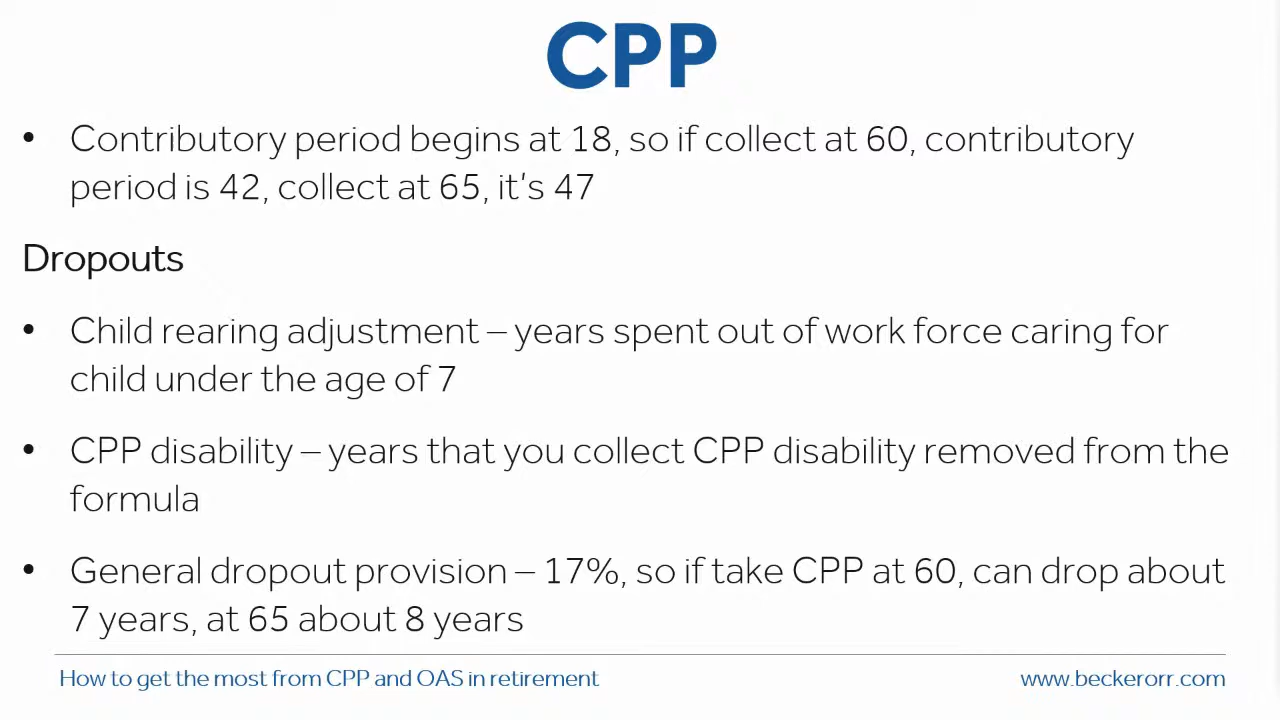 CPP
• Contributory period begins at 18, so if collect at 60, contributory
period is 42, collect at 65, it's 47
Dropouts
• Child rearing adjustment – years spent out of work force caring for
child under the age of 7
• CPP disability – years that you collect CPP disability removed from the
formula
• General dropout provision – 17%, so if take CPP at 60, can drop about
7 years, at 65 about 8 years
How to get the most from CPP and OAS in retirement
www.beckerorr.com